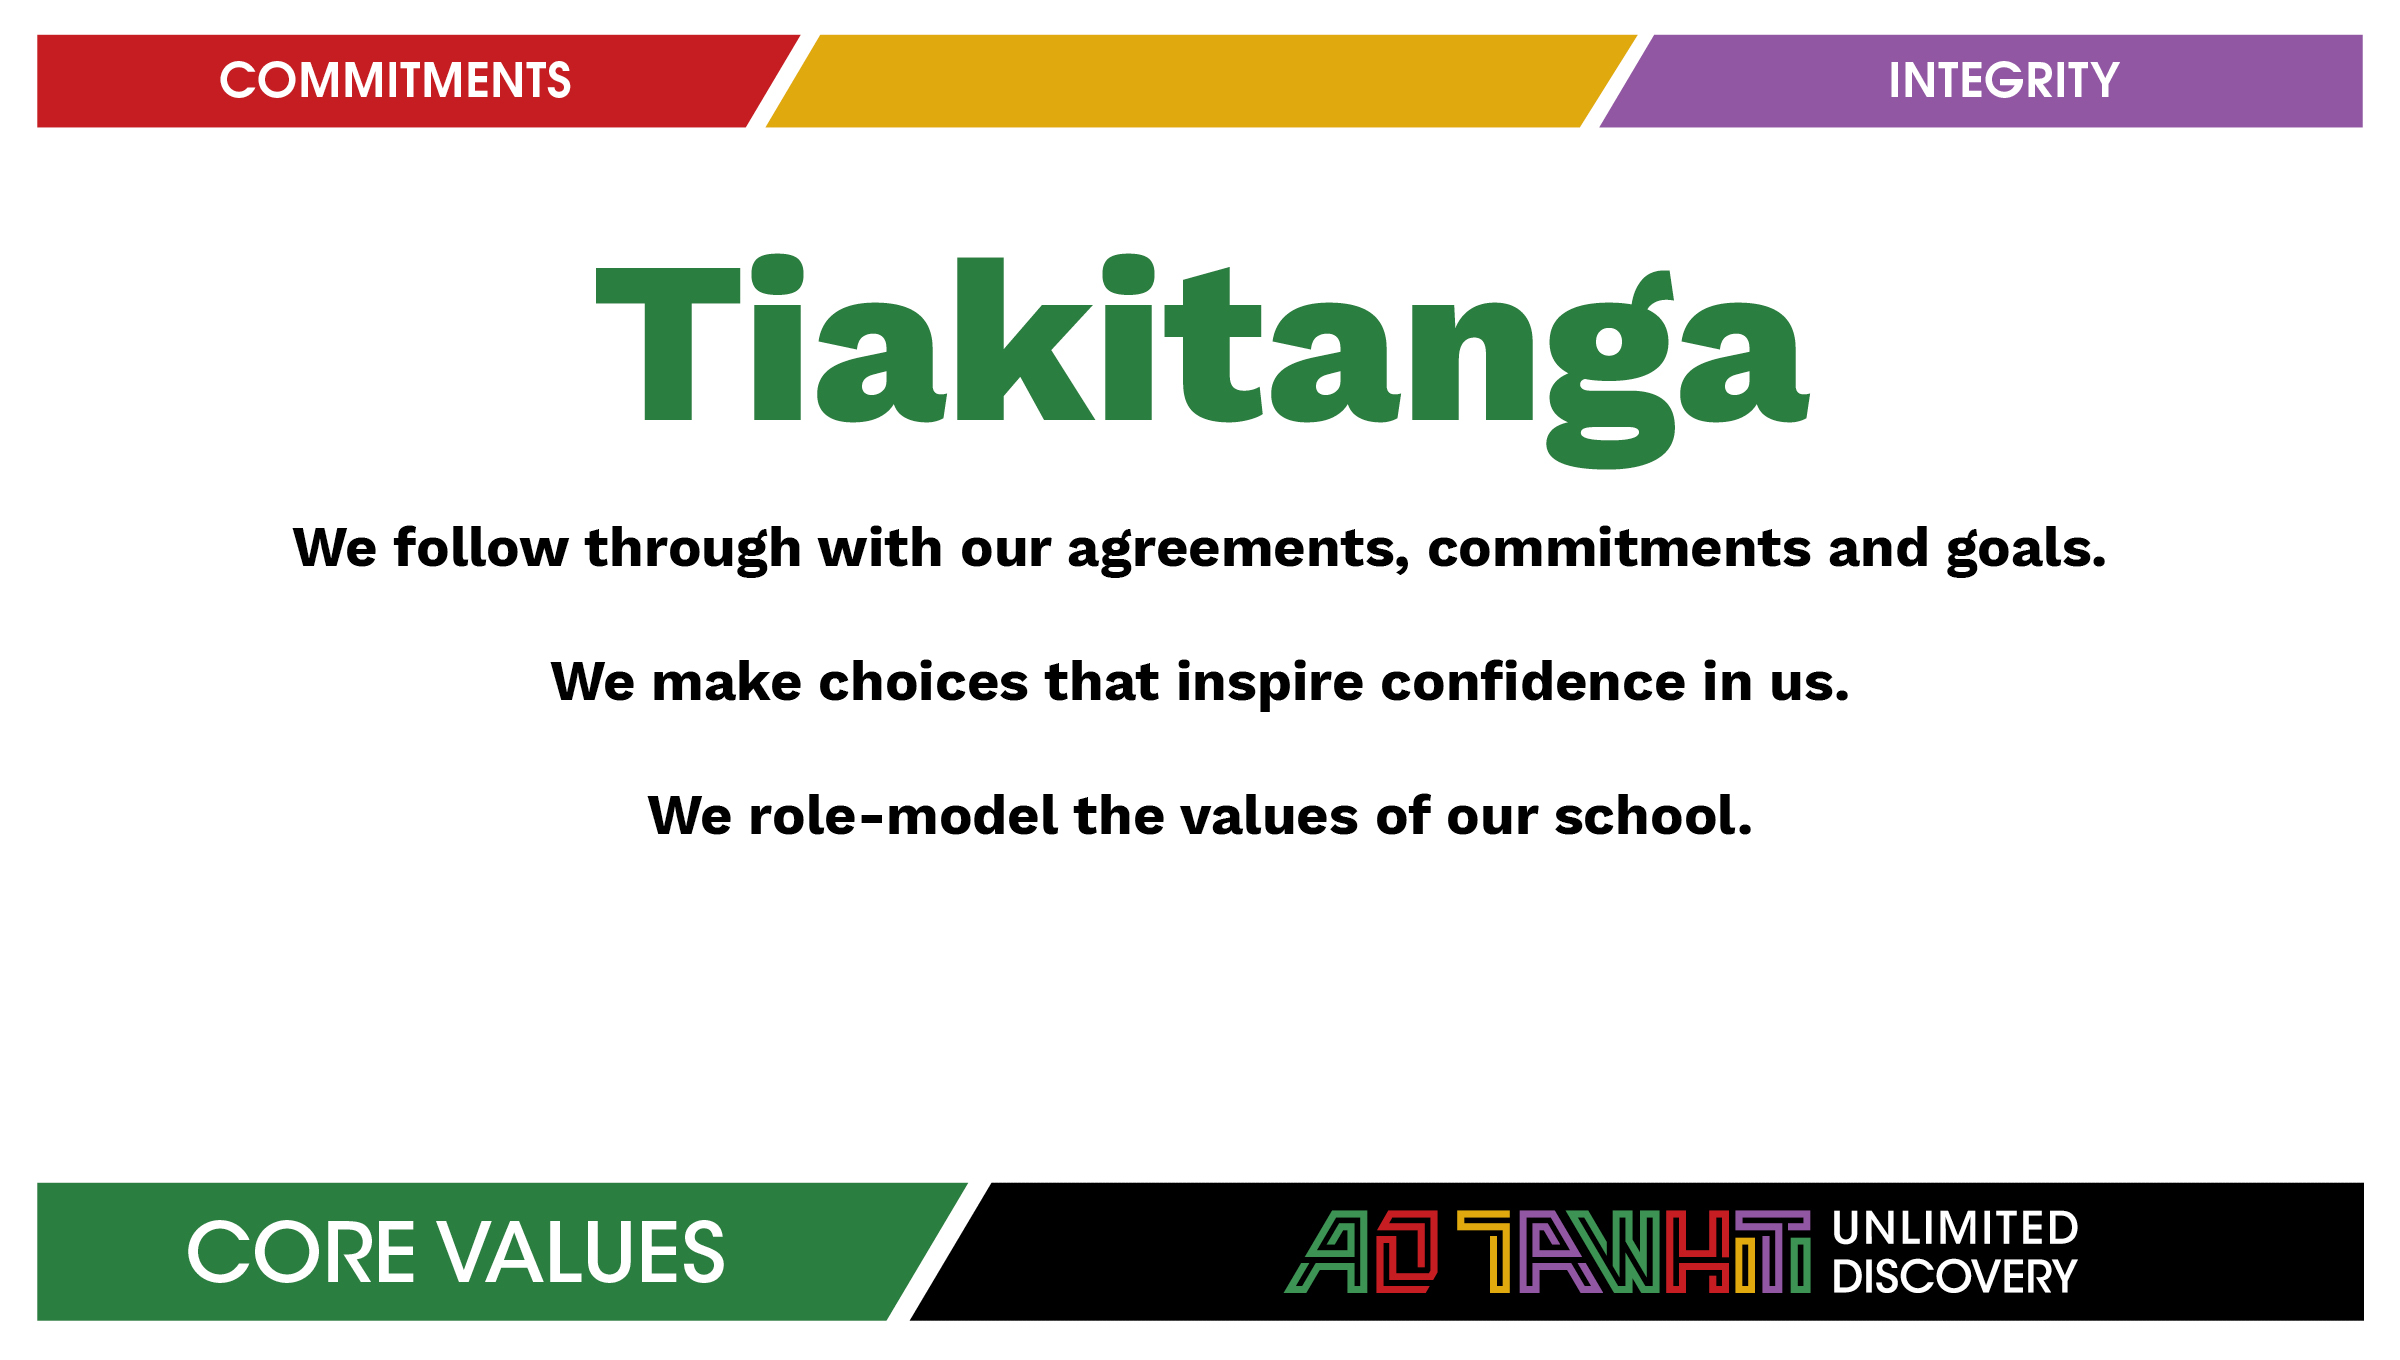 COMMITMENTS
INTEGRITY
Tiakitanga
We follow through with our agreements, commitments and goals.
We make choices that inspire confidence in us.
We role-model the values of our school.
CORE VALUES
AO TAWHITI
UNLIMITED
DISCOVERY